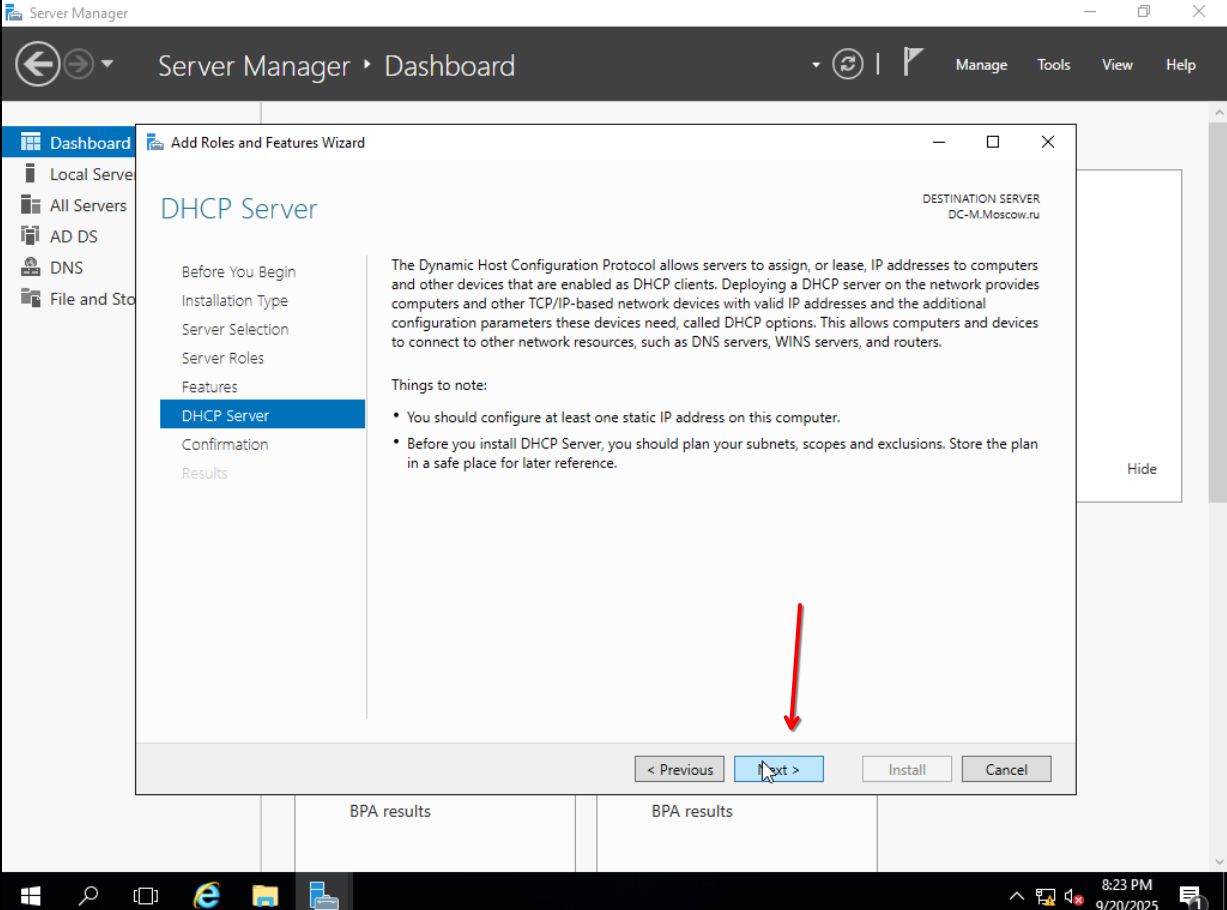 Server Manager
Server Manager • Dashboard
Manage Tools View Help
Dashboard
Local Server
All Servers
AD DS
DNS
File and Sto
Add Roles and Features Wizard
DHCP Server
DESTINATION SERVER
DC-M.Moscow.ru
Before You Begin
Installation Type
Server Selection
Server Roles
Features
DHCP Server
Confirmation
Results
The Dynamic Host Configuration Protocol allows servers to assign, or lease, IP addresses to computers
and other devices that are enabled as DHCP clients. Deploying a DHCP server on the network provides
computers and other TCP/IP-based network devices with valid IP addresses and the additional
configuration parameters these devices need, called DHCP options. This allows computers and devices
to connect to other network resources, such as DNS servers, WINS servers, and routers.
Things to note:
• You should configure at least one static IP address on this computer.
• Before you install DHCP Server, you should plan your subnets, scopes and exclusions. Store the plan
in a safe place for later reference.
Hide
< Previous
Next >
Install
Cancel
BPA results
BPA results
8:23 PM
9/20/2025
1